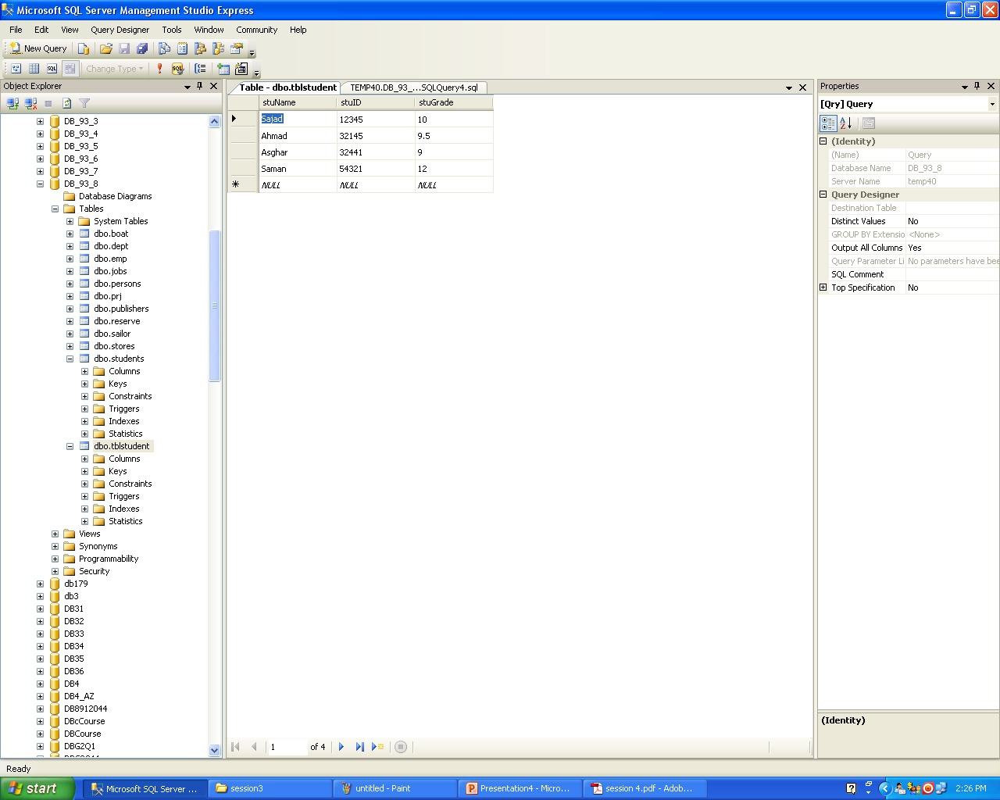 Microsoft SQL Server Management Studio Express
File Edit View Query Designer Tools Window Community Help
New Query
Change Type
Object Explorer
DB_93_3
DB_93_4
DB_93_5
DB_93_6
DB_93_7
DB_93_8
Database Diagrams
Tables
System Tables
dbo.boat
dbo.dept
dbo.emp
dbo.jobs
dbo.persons
dbo.prj
dbo.publishers
dbo.reserve
dbo.sailor
dbo.stores
dbo.students
Columns
Keys
Constraints
Triggers
Indexes
Statistics
dbo.tblstudent
Columns
Keys
Constraints
Triggers
Indexes
Statistics
Views
Synonyms
Programmability
Security
db179
db3
DB31
DB32
DB33
DB34
DB35
DB36
DB4
DB4_AZ
DB8912044
DBcCourse
DBCourse
DBG2Q1
Table - dbo.tblstudent TEMP40.DB_93_...SQLQuery4.sql
stuName stuID stuGrade
Sajad 12345 10
Ahmad 32145 9.5
Asghar 32441 9
Saman 54321 12
NULL NULL NULL
1 of 4
Properties
[Qry] Query
(Identity)
(Name) Query
Database Name DB_93_8
Server Name temp40
Query Designer
Destination Table
Distinct Values No
GROUP BY Extensio <None>
Output All Columns Yes
Query Parameter Li No parameters have bee
SQL Comment
Top Specification No
(Identity)
Ready
start Microsoft SQL Server ... session3 untitled - Paint Presentation4 - Micro... session 4.pdf - Adob... 2:26 PM